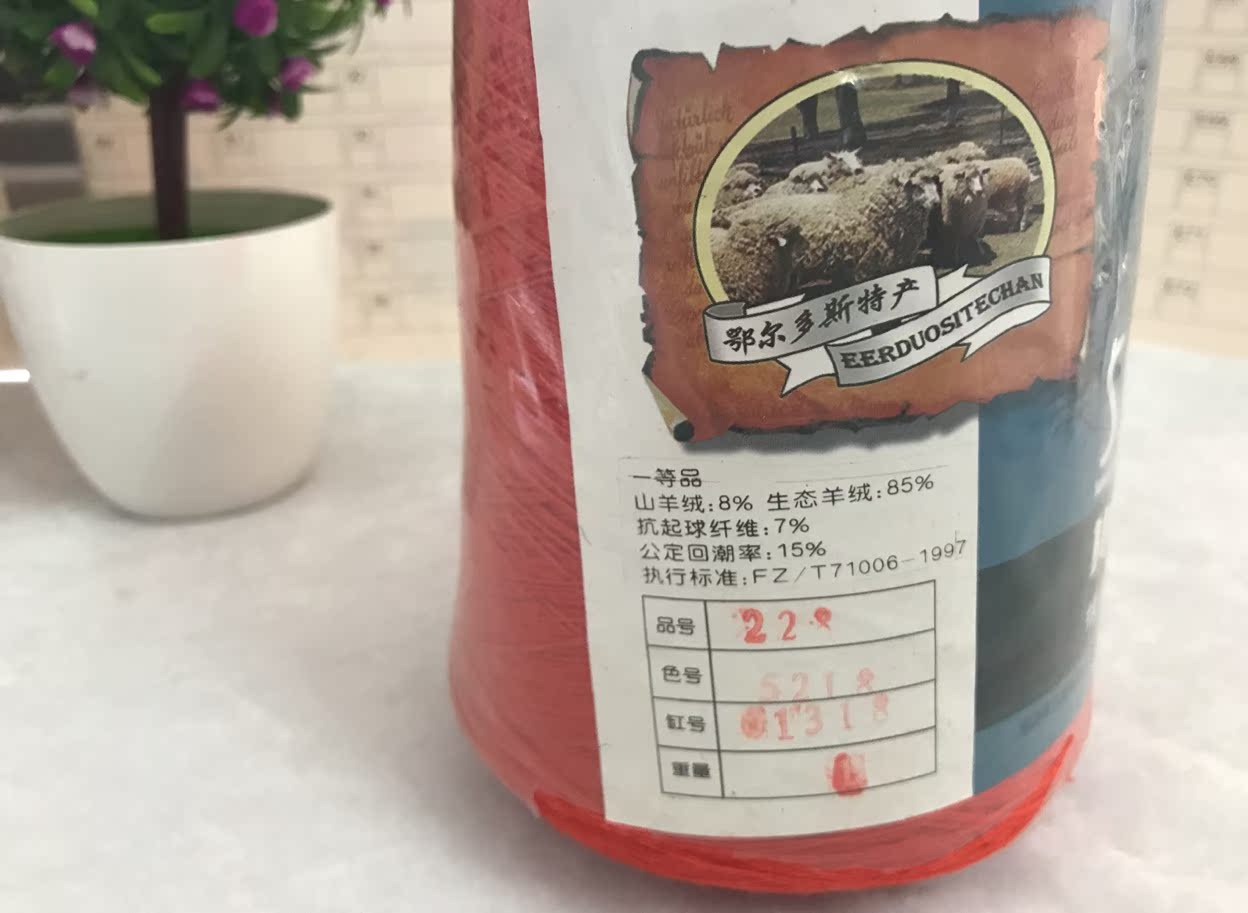 鄂尔多斯特产
EERDUOSITECHAN
一等品
山羊绒:8% 生态羊绒:85%
抗起球纤维:7%
公定回潮率:15%
执行标准:FZ/T71006-1997
品号 228
色号 5218
缸号
重量